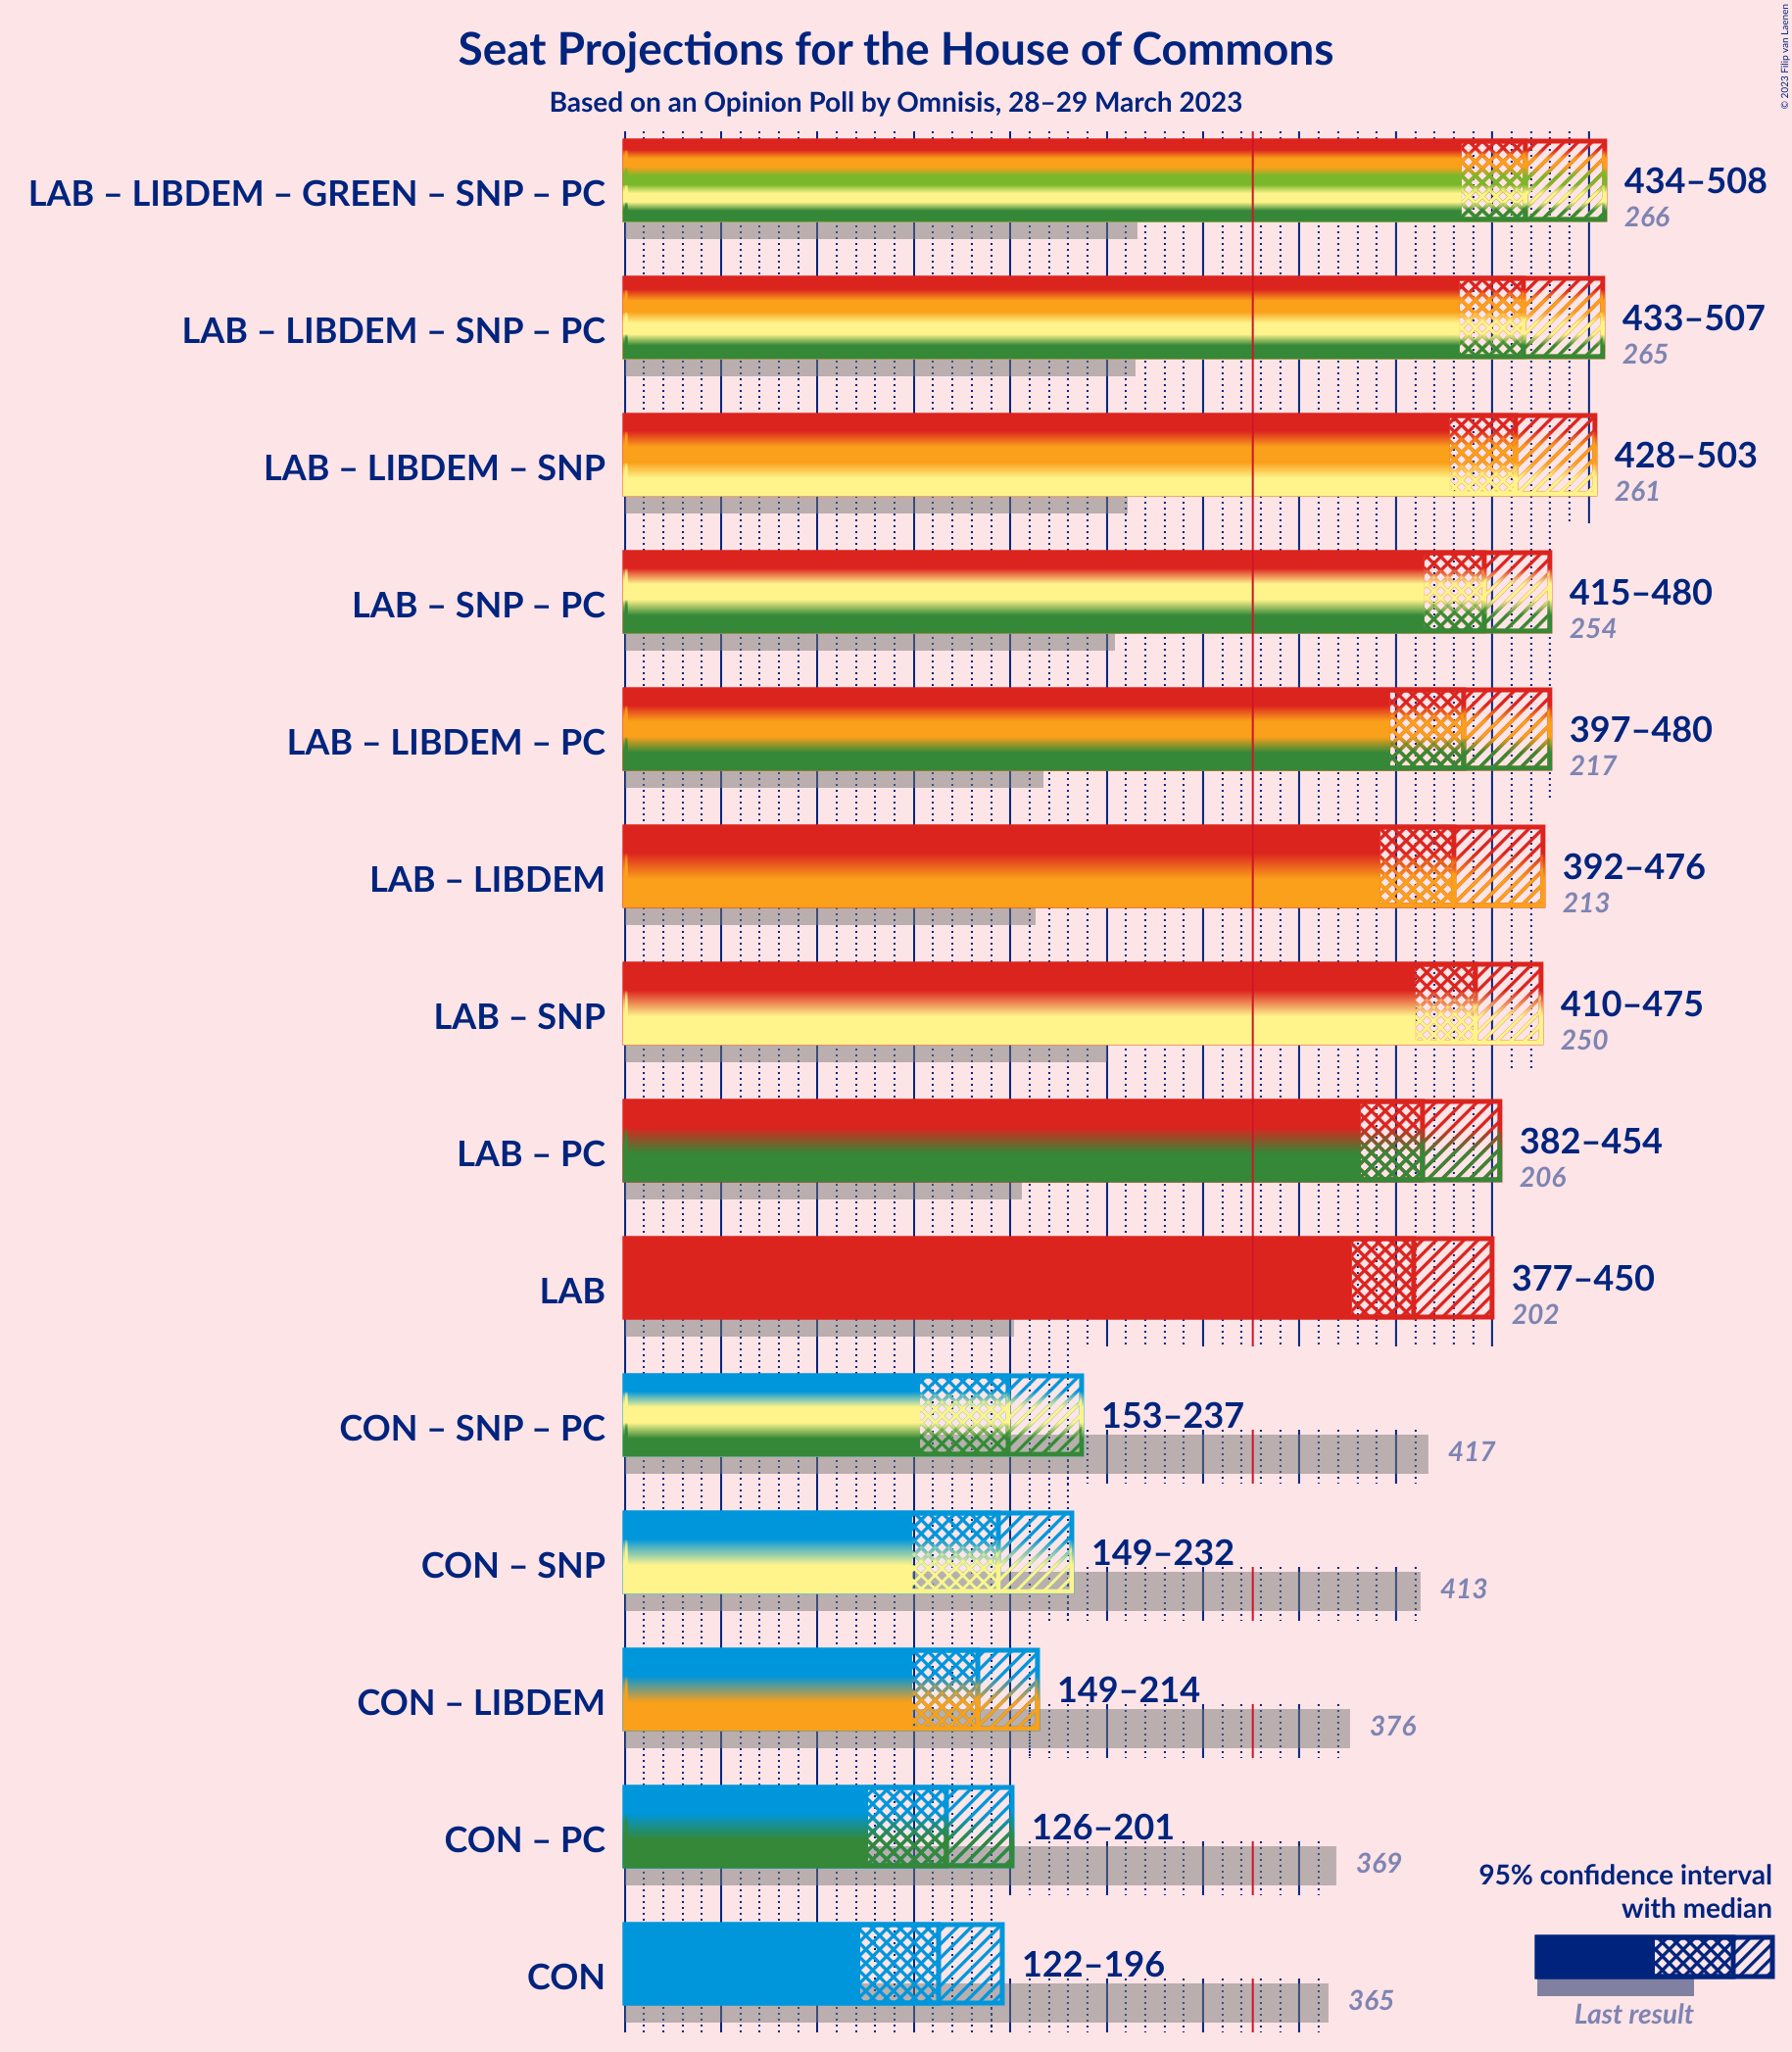 Seat Projections for the House of Commons
Based on an Opinion Poll by Omnisis, 28–29 March 2023
© 2023 Filip van Laenen
LAB – LIBDEM – GREEN – SNP – PC
434–508
266
LAB – LIBDEM – SNP – PC
433–507
265
LAB – LIBDEM – SNP
428–503
261
LAB – SNP – PC
415–480
254
LAB – LIBDEM – PC
397–480
217
LAB – LIBDEM
392–476
213
LAB – SNP
410–475
250
LAB – PC
382–454
206
LAB
377–450
202
CON – SNP – PC
153–237
417
CON – SNP
149–232
413
CON – LIBDEM
149–214
376
CON – PC
126–201
369
CON
122–196
365
95% confidence interval
with median
Last result